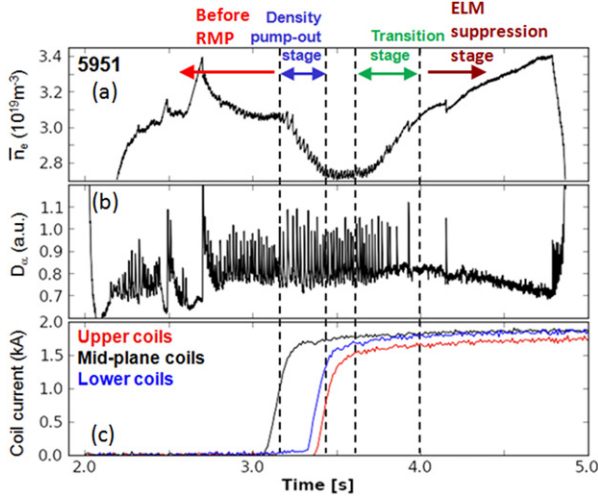 Before
RMP
Density
pump-out
stage
Transition
stage
ELM
suppression
stage
5951
(a)
n̅e (10¹⁹m⁻³)
3.4
3.2
3.0
2.8
(b)
Dα (a.u.)
1.1
1.0
0.9
0.8
0.7
Upper coils
Mid-plane coils
Lower coils
(c)
Coil current (kA)
2.0
1.5
1.0
0.5
0.0
2.0 3.0 4.0 5.0
Time [s]